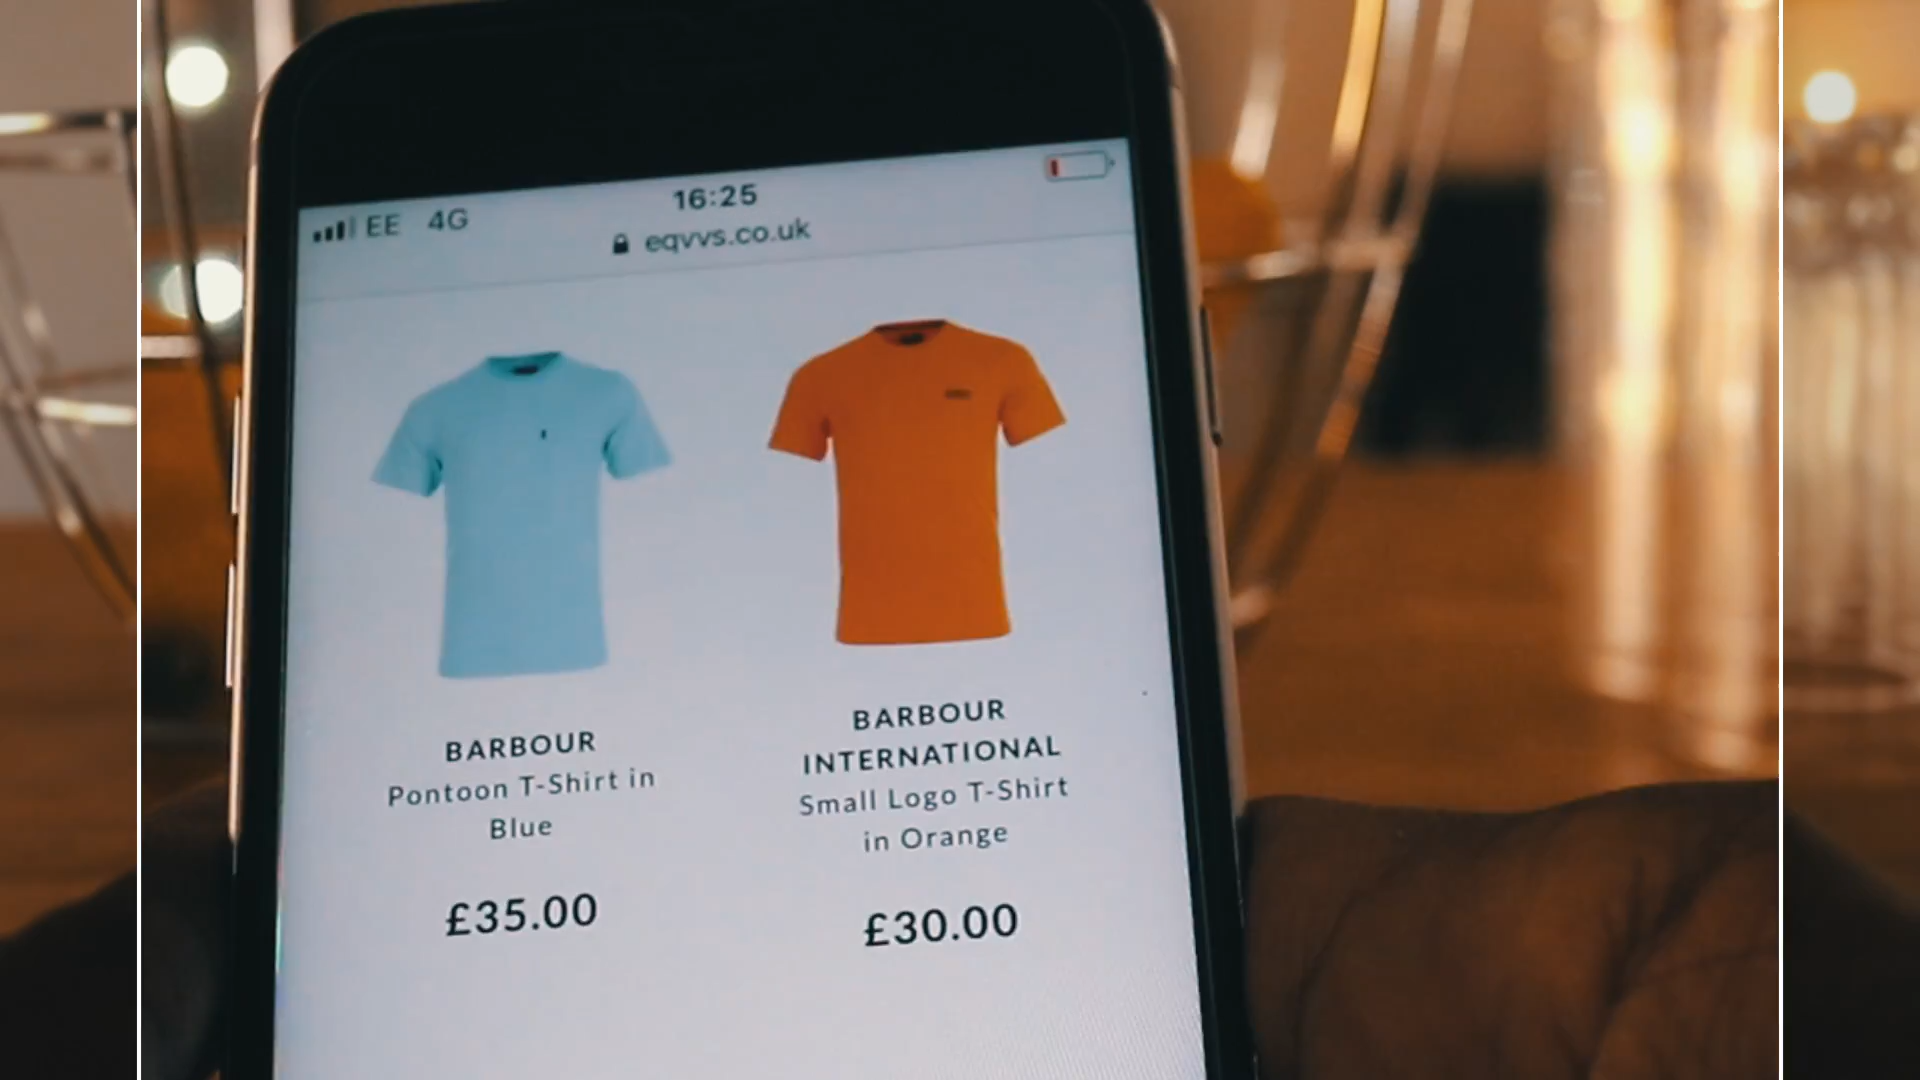 EE 4G
16:25
eqvvs.co.uk
BARBOUR
Pontoon T-Shirt in
Blue
£35.00
BARBOUR
INTERNATIONAL
Small Logo T-Shirt
in Orange
£30.00